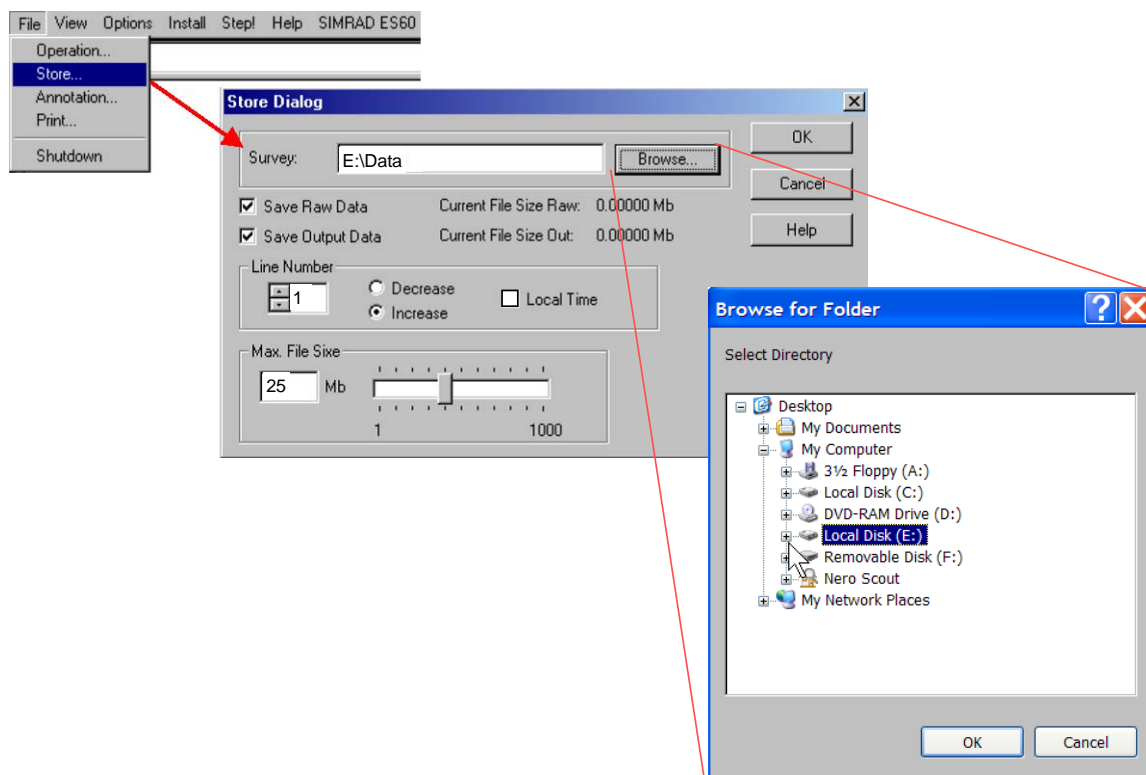 File View Options Install Step! Help SIMRAD ES60
Operation...
Store...
Annotation...
Print...
Shutdown
Store Dialog
Survey: E:\Data Browse...
OK
Cancel
Help
Save Raw Data Current File Size Raw: 0.00000 Mb
Save Output Data Current File Size Out: 0.00000 Mb
Line Number
1
Decrease
Increase
Local Time
Max. File Sixe
25 Mb
1 1000
Browse for Folder
Select Directory
Desktop
My Documents
My Computer
3½ Floppy (A:)
Local Disk (C:)
DVD-RAM Drive (D:)
Local Disk (E:)
Removable Disk (F:)
Nero Scout
My Network Places
OK Cancel